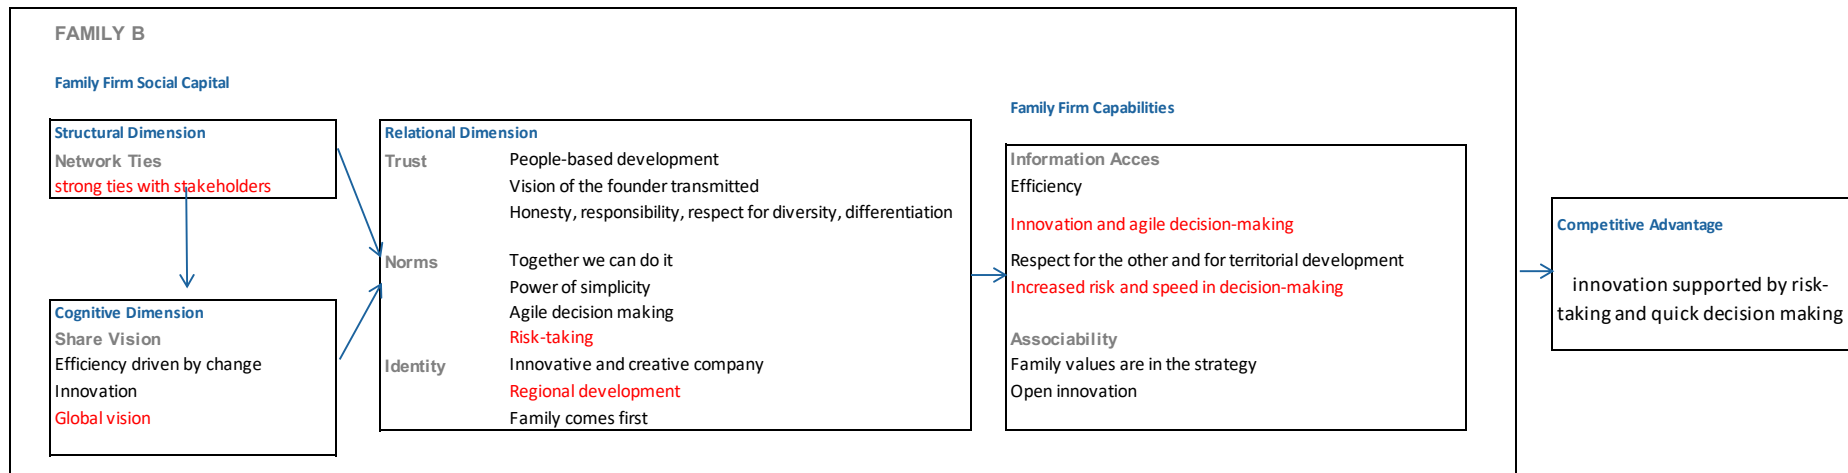 FAMILY B
Family Firm Social Capital
Structural Dimension
Network Ties
strong ties with stakeholders
Cognitive Dimension
Share Vision
Efficiency driven by change
Innovation
Global vision
Relational Dimension
Trust People-based development
Vision of the founder transmitted
Honesty, responsibility, respect for diversity, differentiation
Norms Together we can do it
Power of simplicity
Agile decision making
Risk-taking
Identity Innovative and creative company
Regional development
Family comes first
Family Firm Capabilities
Information Acces
Efficiency
Innovation and agile decision-making
Respect for the other and for territorial development
Increased risk and speed in decision-making
Associability
Family values are in the strategy
Open innovation
Competitive Advantage
innovation supported by risk-
taking and quick decision making